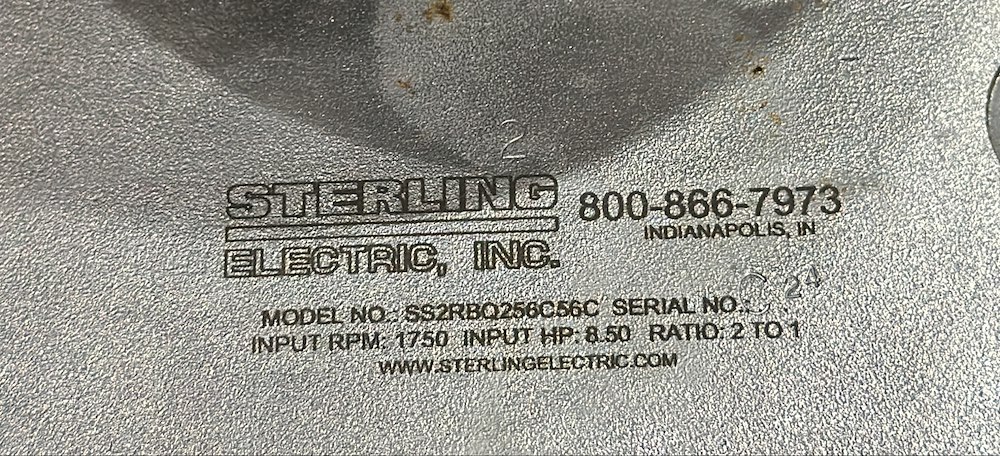 2
STERLING
ELECTRIC, INC.
800-866-7973
INDIANAPOLIS, IN
MODEL NO.: SS2RBQ256C56C SERIAL NO.: C 24
INPUT RPM: 1750 INPUT HP: 8.50 RATIO: 2 TO 1
WWW.STERLINGELECTRIC.COM